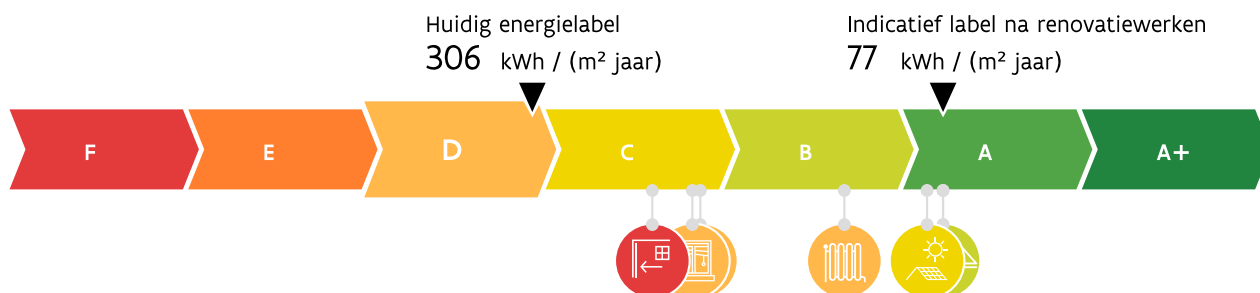 Huidig energielabel
306 kWh / (m² jaar)
Indicatief label na renovatiewerken
77 kWh / (m² jaar)
F E D C B A A+